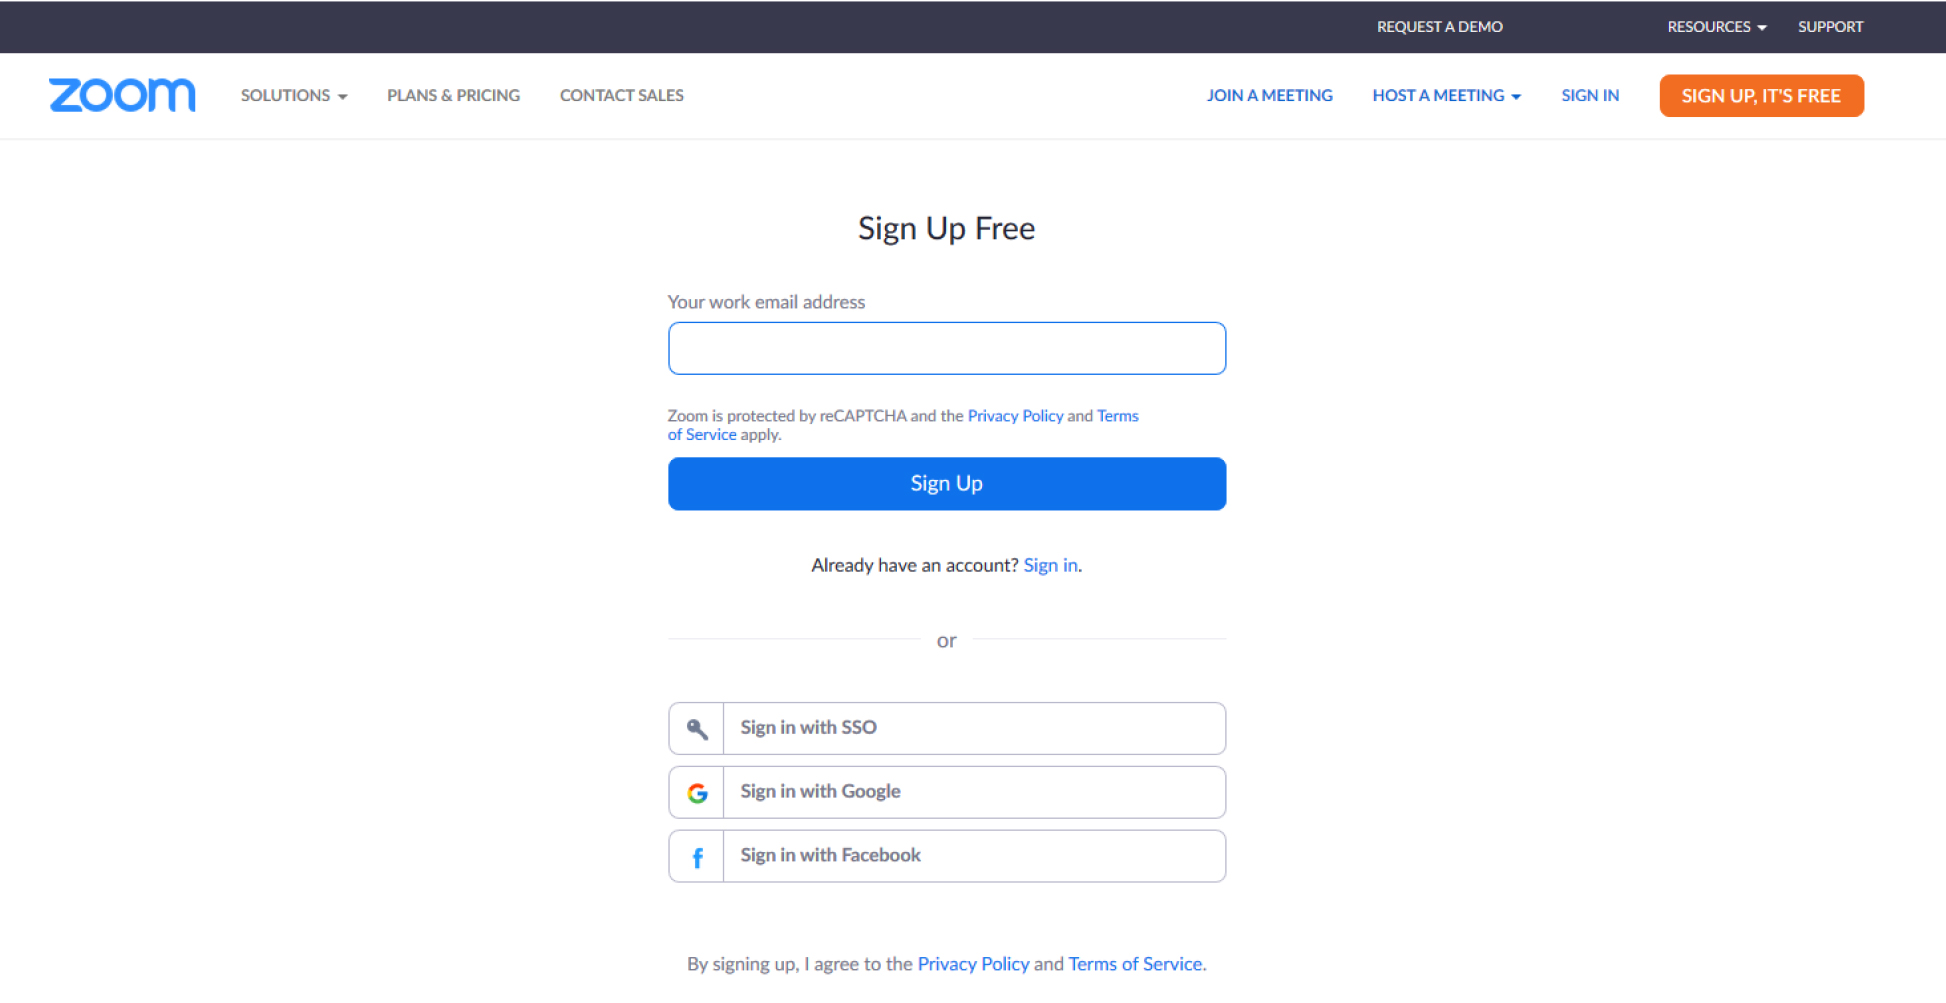 REQUEST A DEMO RESOURCES SUPPORT
zoom SOLUTIONS PLANS & PRICING CONTACT SALES JOIN A MEETING HOST A MEETING SIGN IN SIGN UP, IT'S FREE
Sign Up Free
Your work email address
Zoom is protected by reCAPTCHA and the Privacy Policy and Terms
of Service apply.
Sign Up
Already have an account? Sign in.
or
Sign in with SSO
Sign in with Google
Sign in with Facebook
By signing up, I agree to the Privacy Policy and Terms of Service.